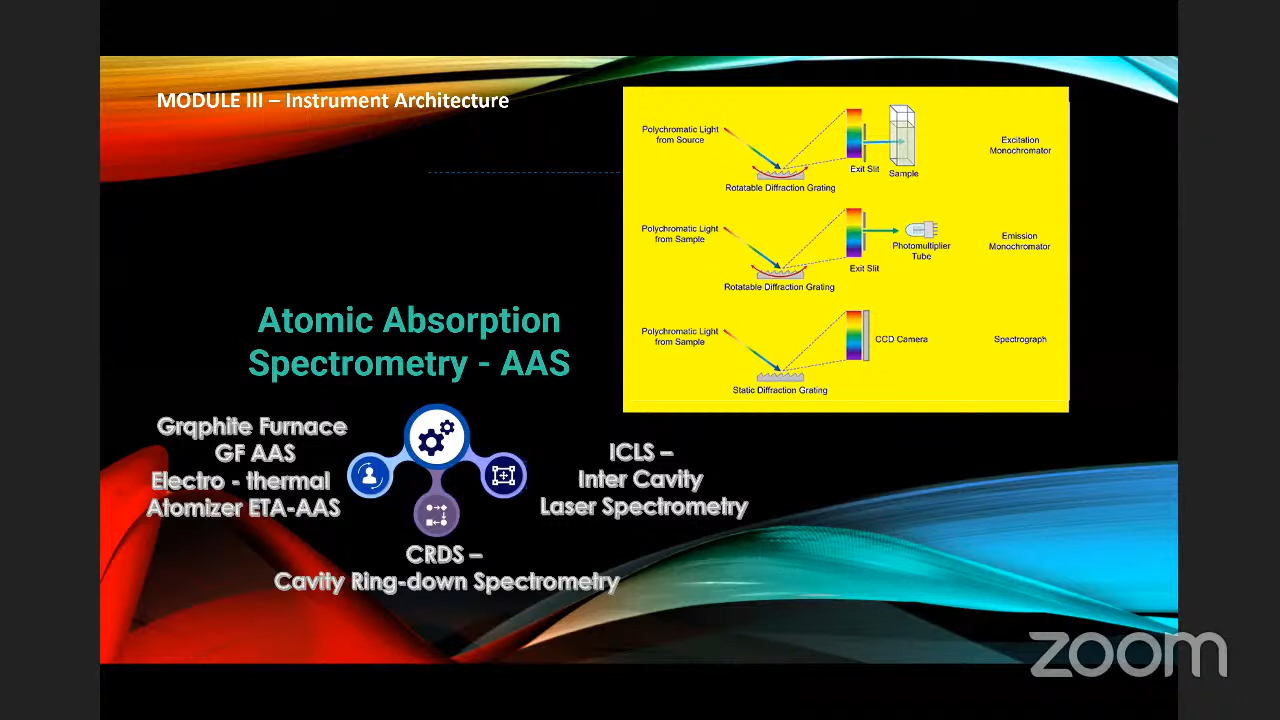 MODULE III – Instrument Architecture
Polychromatic Light
from Source
Rotatable Diffraction Grating
Exit Slit
Sample
Excitation
Monochromator
Polychromatic Light
from Sample
Rotatable Diffraction Grating
Exit Slit
Photomultiplier
Tube
Emission
Monochromator
Polychromatic Light
from Sample
Static Diffraction Grating
CCD Camera
Spectrograph
Atomic Absorption
Spectrometry - AAS
Graphite Furnace
GF AAS
Electro - thermal
Atomizer ETA-AAS
ICLS –
Inter Cavity
Laser Spectrometry
CRDS –
Cavity Ring-down Spectrometry
zoom